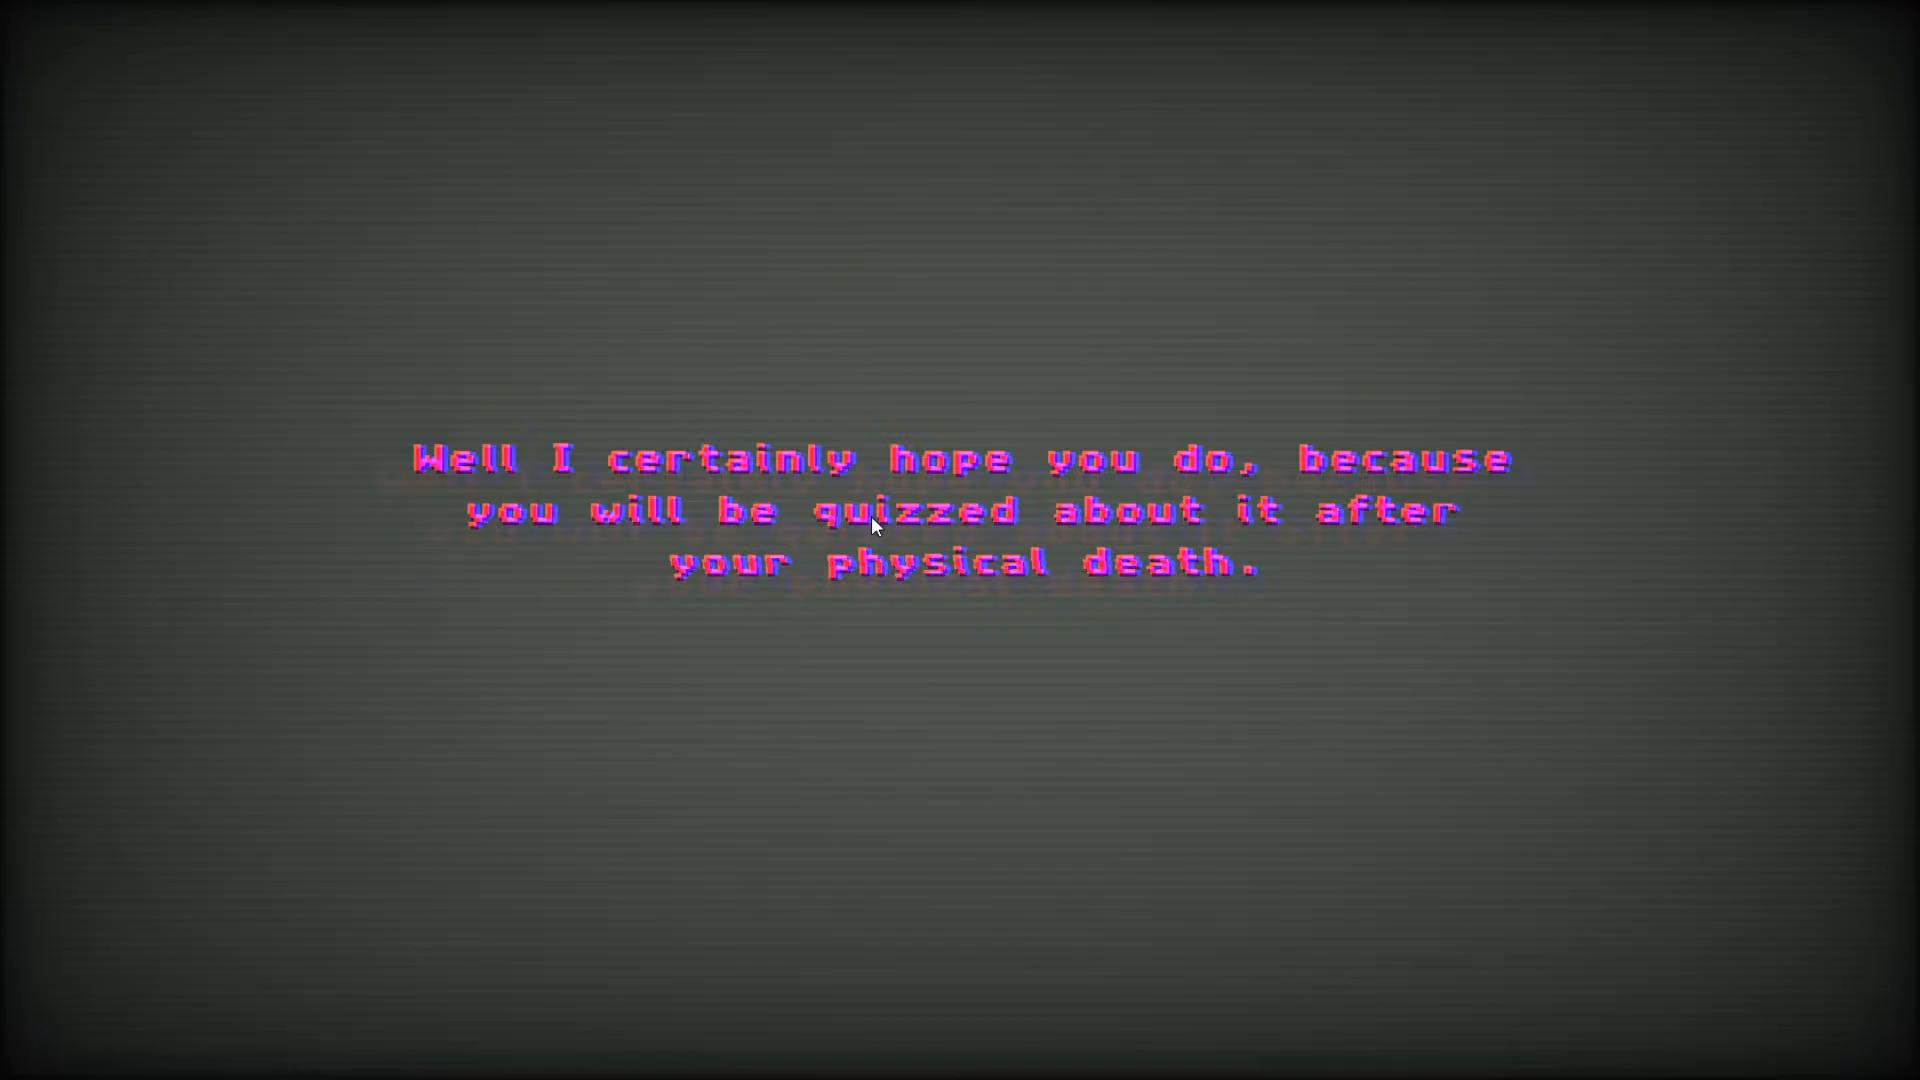 Well I certainly hope you do, because
you will be quizzed about it after
your physical death.